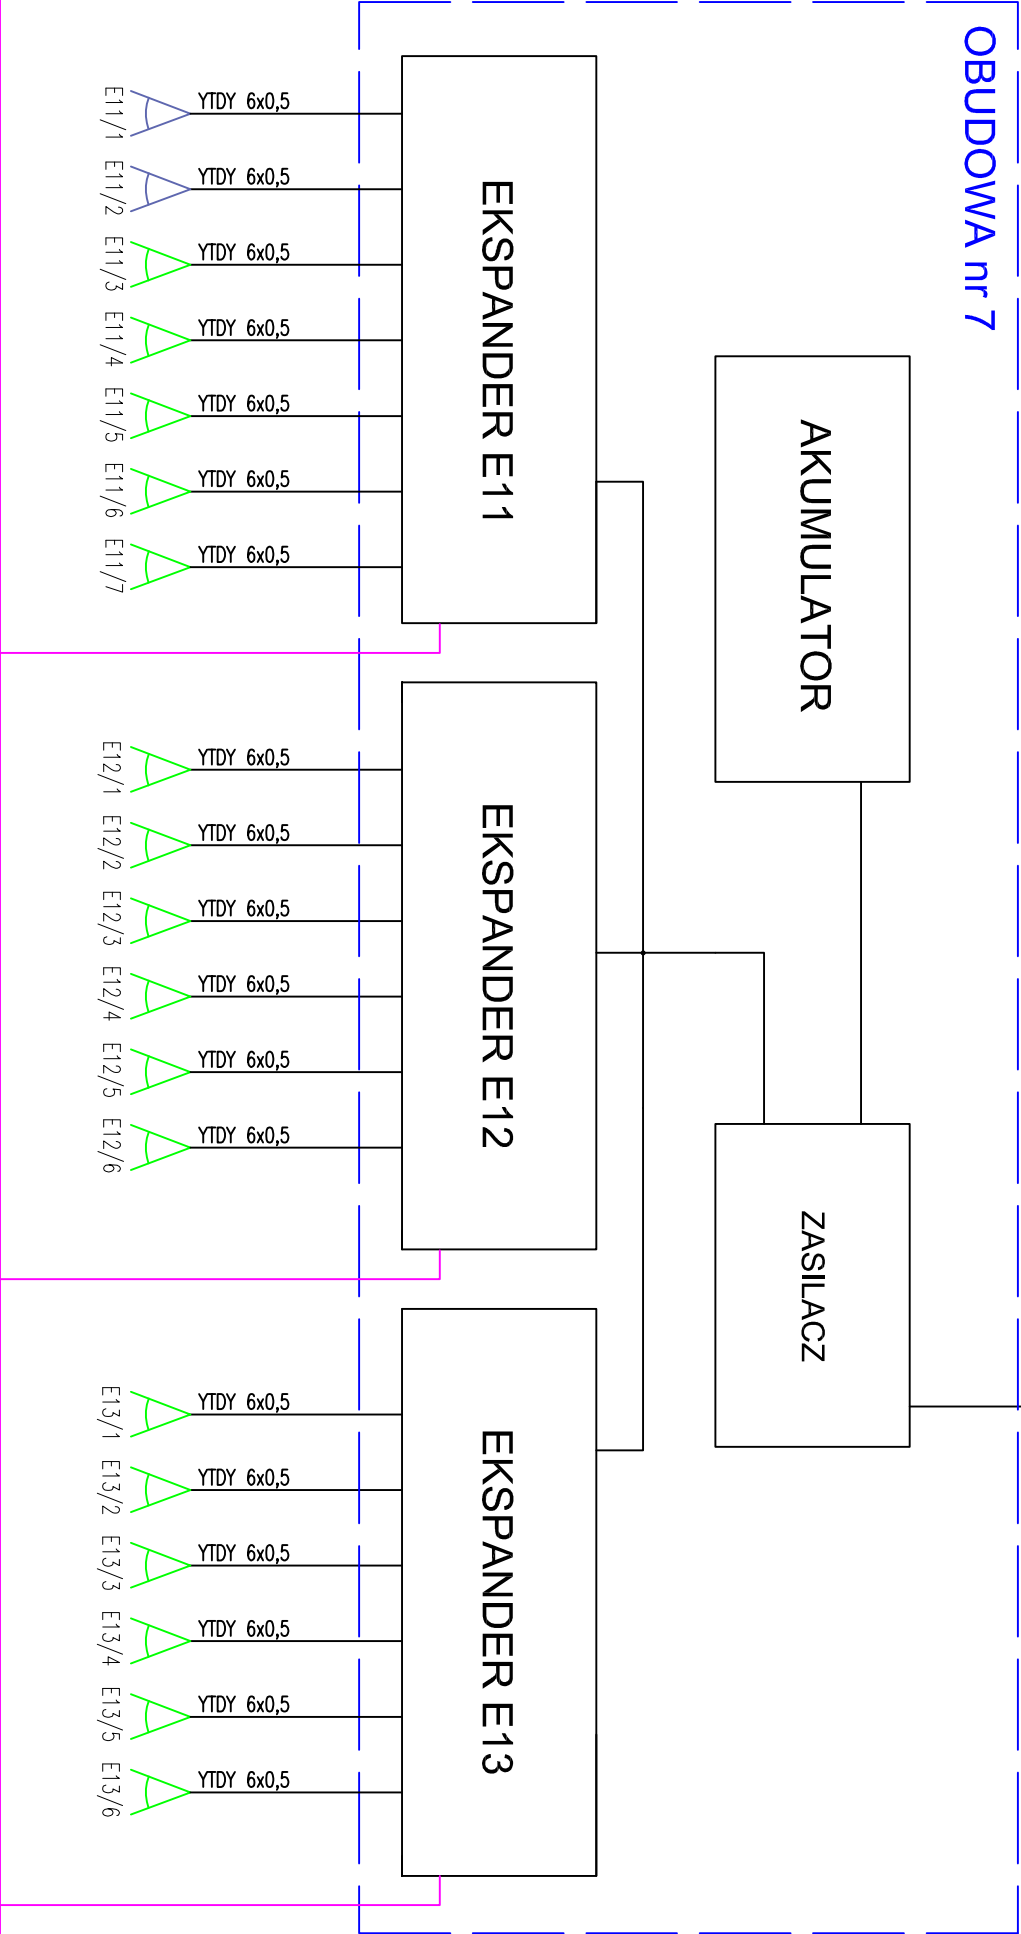 OBUDOWA nr 7
AKUMULATOR
ZASILACZ
EKSPANDER E11
EKSPANDER E12
EKSPANDER E13
YTDY 6x0,5
E11/1
YTDY 6x0,5
E11/2
YTDY 6x0,5
E11/3
YTDY 6x0,5
E11/4
YTDY 6x0,5
E11/5
YTDY 6x0,5
E11/6
YTDY 6x0,5
E11/7
YTDY 6x0,5
E12/1
YTDY 6x0,5
E12/2
YTDY 6x0,5
E12/3
YTDY 6x0,5
E12/4
YTDY 6x0,5
E12/5
YTDY 6x0,5
E12/6
YTDY 6x0,5
E13/1
YTDY 6x0,5
E13/2
YTDY 6x0,5
E13/3
YTDY 6x0,5
E13/4
YTDY 6x0,5
E13/5
YTDY 6x0,5
E13/6